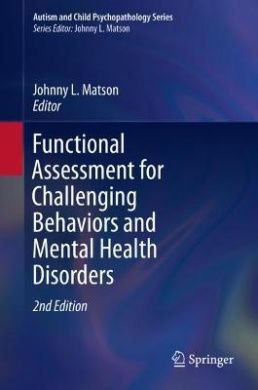 Autism and Child Psychopathology Series
Series Editor: Johnny L. Matson
Johnny L. Matson
Editor
Functional
Assessment for
Challenging
Behaviors and
Mental Health
Disorders
2nd Edition
Springer